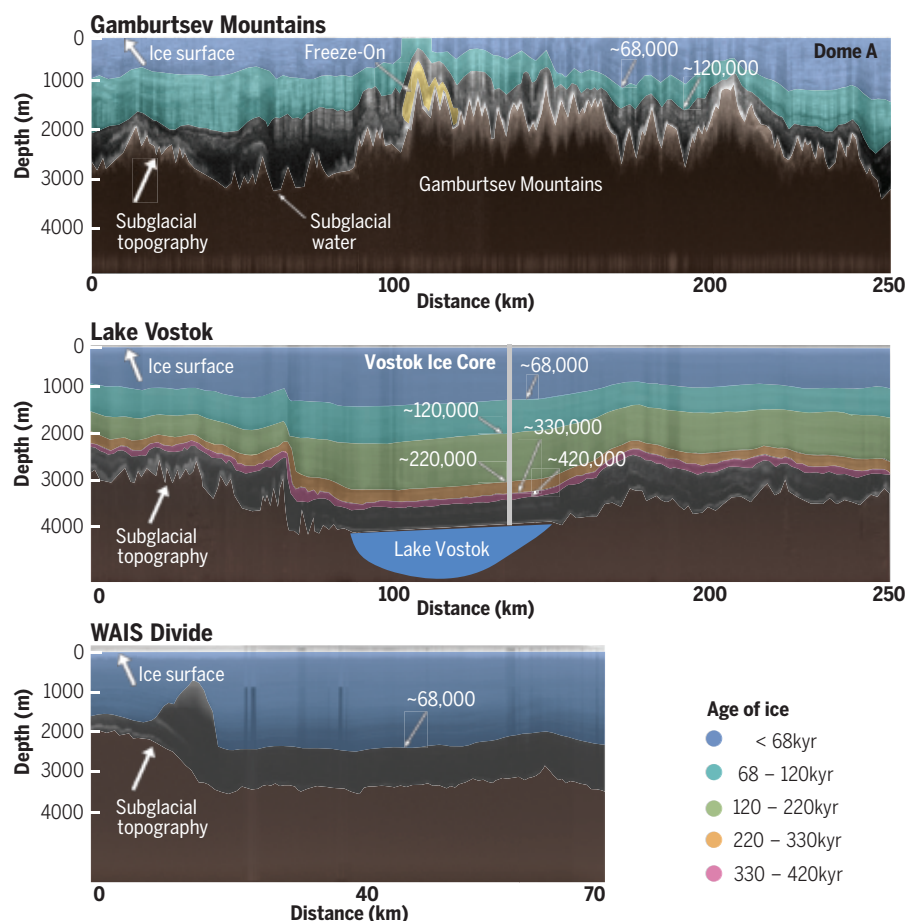 Gamburtsev Mountains
0
1000
2000
3000
4000
Depth (m)
Ice surface
Freeze-On
~68,000
~120,000
Dome A
Gamburtsev Mountains
Subglacial
topography
Subglacial
water
0
100
200
250
Distance (km)
Lake Vostok
0
1000
2000
3000
4000
Depth (m)
Ice surface
Vostok Ice Core
~68,000
~120,000
~330,000
~220,000
~420,000
Subglacial
topography
Lake Vostok
0
100
200
250
Distance (km)
WAIS Divide
0
1000
2000
3000
4000
Depth (m)
Ice surface
~68,000
Subglacial
topography
0
40
70
Distance (km)
Age of ice
< 68kyr
68 – 120kyr
120 – 220kyr
220 – 330kyr
330 – 420kyr